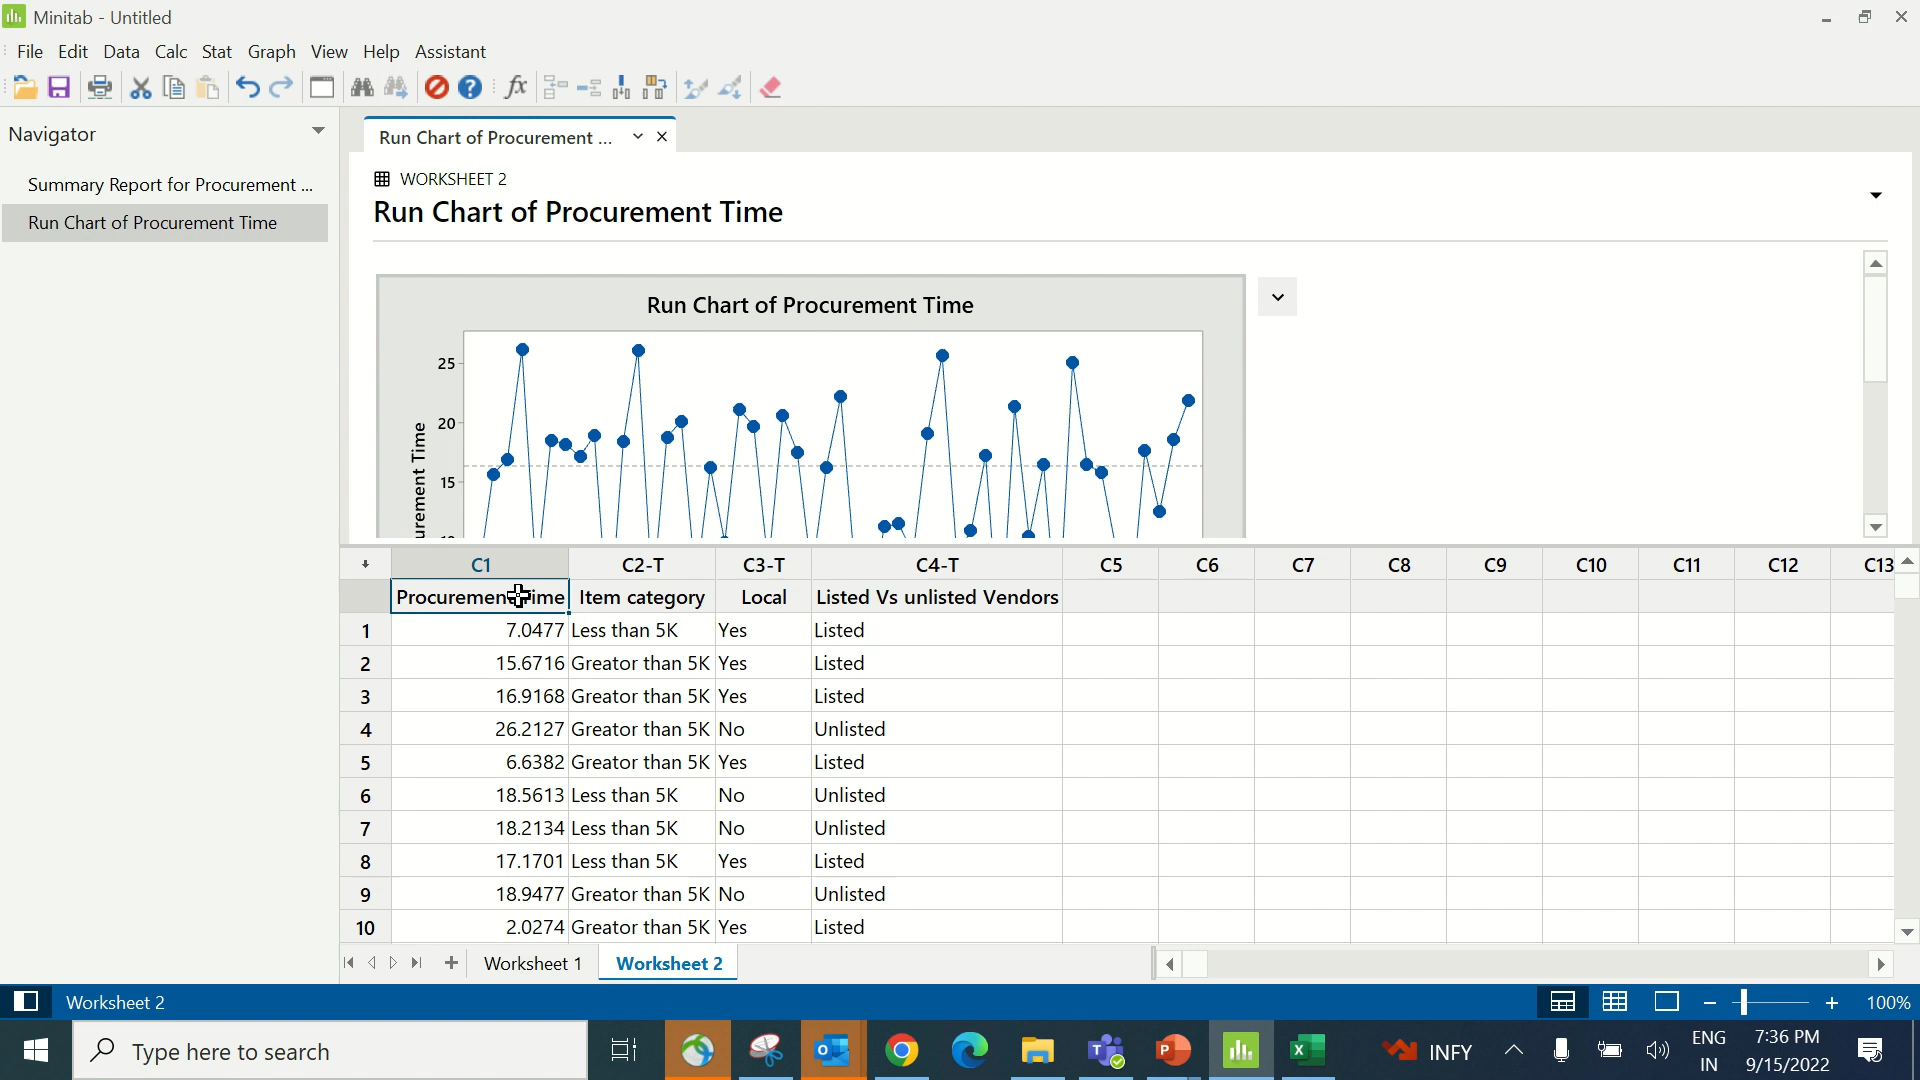 Minitab - Untitled
File Edit Data Calc Stat Graph View Help Assistant
Navigator
Summary Report for Procurement ...
Run Chart of Procurement Time
Run Chart of Procurement ...
WORKSHEET 2
Run Chart of Procurement Time
Run Chart of Procurement Time
25
20
15
C1 C2-T C3-T C4-T C5 C6 C7 C8 C9 C10 C11 C12 C13
Item category Local Listed Vs unlisted Vendors
1 7.0477 Less than 5K Yes Listed
2 15.6716 Greator than 5K Yes Listed
3 16.9168 Greator than 5K Yes Listed
4 26.2127 Greator than 5K No Unlisted
5 6.6382 Greator than 5K Yes Listed
6 18.5613 Less than 5K No Unlisted
7 18.2134 Less than 5K No Unlisted
8 17.1701 Less than 5K Yes Listed
9 18.9477 Greator than 5K No Unlisted
10 2.0274 Greator than 5K Yes Listed
Worksheet 1 Worksheet 2
Worksheet 2
100%
Type here to search
INFY
ENG
IN
7:36 PM
9/15/2022